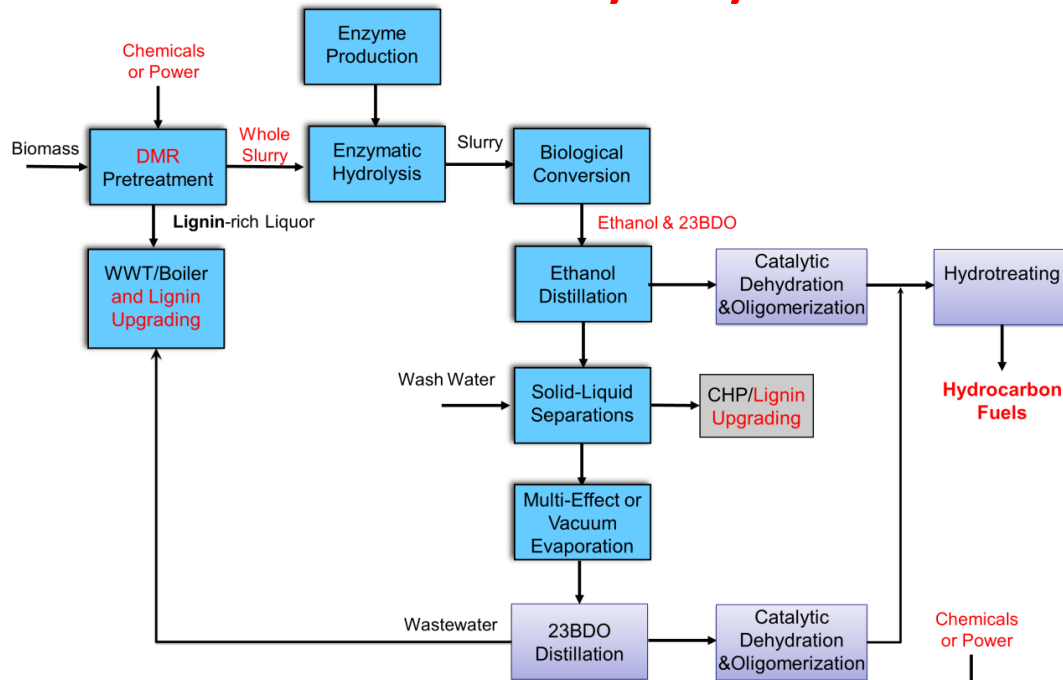 Enzyme
Production
Chemicals
or Power
Biomass
DMR
Pretreatment
Whole
Slurry
Enzymatic
Hydrolysis
Slurry
Biological
Conversion
Lignin-rich Liquor
Ethanol & 23BDO
WWT/Boiler
and Lignin
Upgrading
Ethanol
Distillation
Catalytic
Dehydration
&Oligomerization
Hydrotreating
Wash Water
Solid-Liquid
Separations
CHP/Lignin
Upgrading
Hydrocarbon
Fuels
Multi-Effect or
Vacuum
Evaporation
Wastewater
23BDO
Distillation
Catalytic
Dehydration
&Oligomerization
Chemicals
or Power